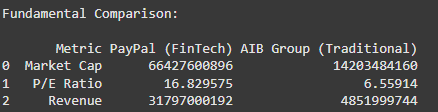 Fundamental Comparison:
Metric PayPal (FinTech) AIB Group (Traditional)
0 Market Cap 66427600896 14203484160
1 P/E Ratio 16.829575 6.55914
2 Revenue 31797000192 4851999744